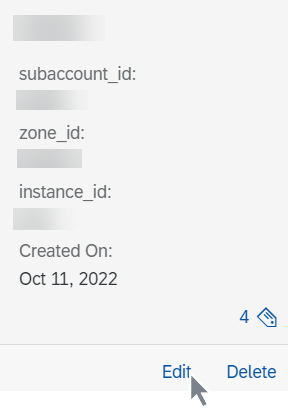 subaccount_id:
zone_id:
instance_id:
Created On:
Oct 11, 2022
4
Edit Delete